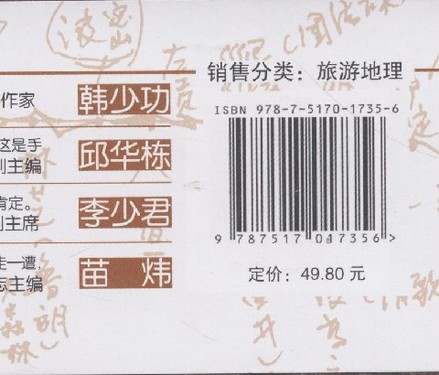 销售分类：旅游地理
作家 韩少功
ISBN 978-7-5170-1735-6
这是手
副主编 邱华栋
肯定。
副主席 李少君
走一遭，
志主编 苗 炜
9 787517 017356 >
定价：49.80 元